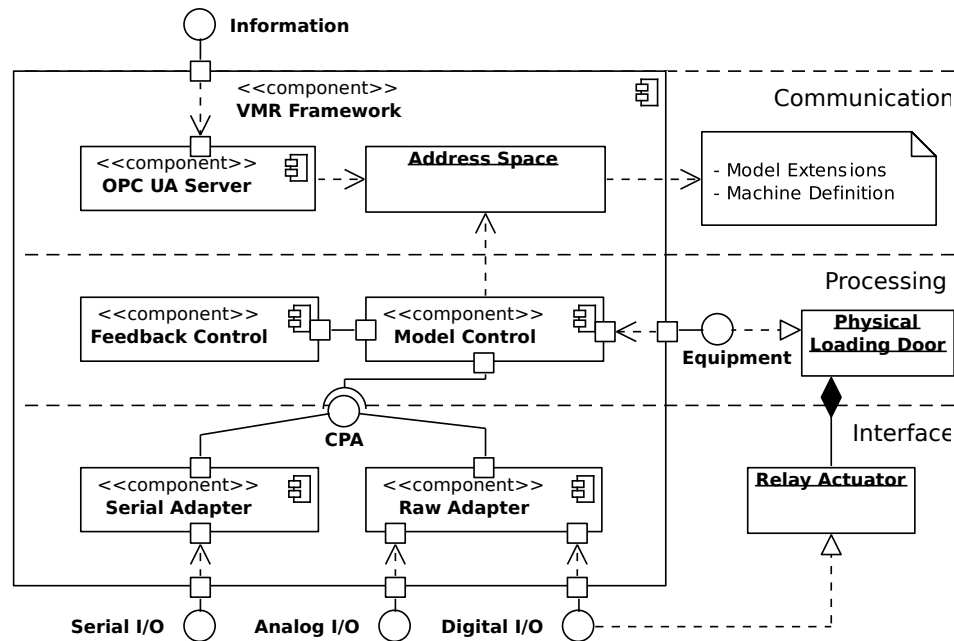 Information
<<component>>
VMR Framework
Communication
<<component>>
OPC UA Server
Address Space
- Model Extensions
- Machine Definition
Processing
<<component>>
Feedback Control
<<component>>
Model Control
Equipment
Physical
Loading Door
CPA
Interface
<<component>>
Serial Adapter
<<component>>
Raw Adapter
Relay Actuator
Serial I/O
Analog I/O
Digital I/O